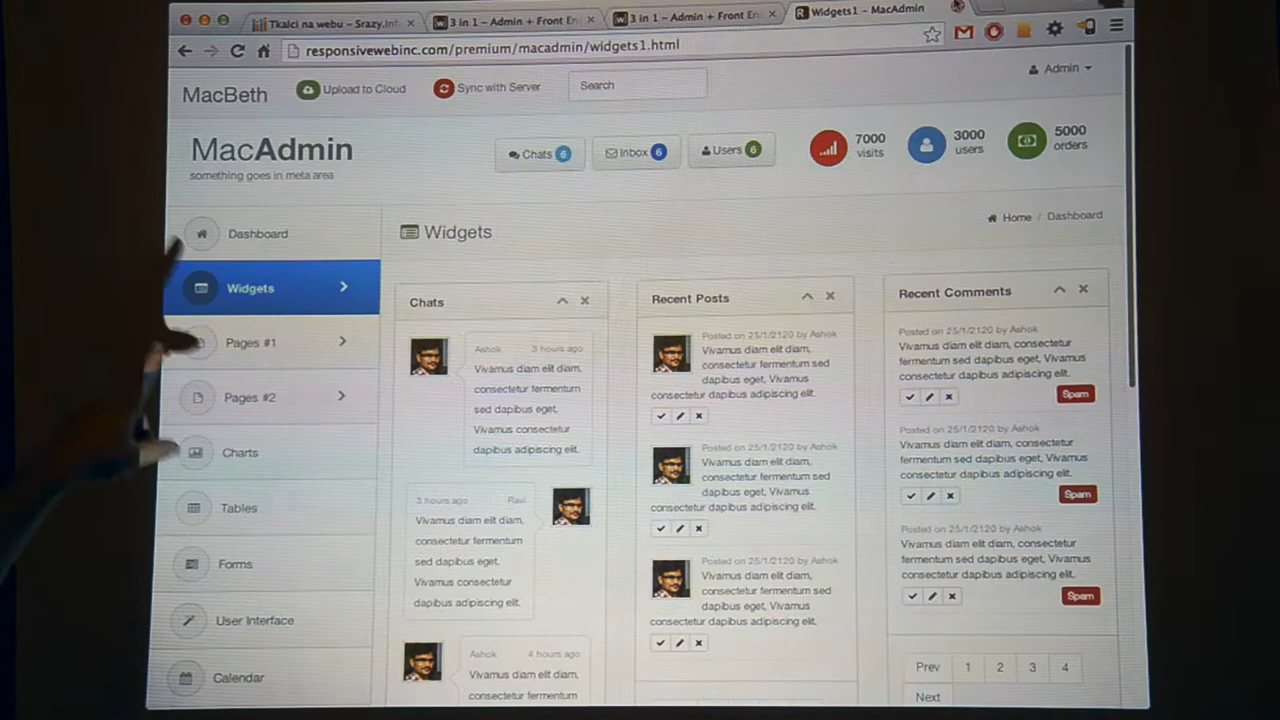 Tkalci na webu – Srazy.inf
3 in 1 – Admin + Front En
3 in 1 – Admin + Front En
Widgets1 – MacAdmin
responsivewebinc.com/premium/macadmin/widgets1.html
MacBeth
Upload to Cloud
Sync with Server
Search
Admin
MacAdmin
something goes in meta area
Chats 6
Inbox 6
Users 6
7000
visits
3000
users
5000
orders
Dashboard
Widgets
Pages #1
Pages #2
Charts
Tables
Forms
User Interface
Calendar
Widgets
Home / Dashboard
Chats
Ashok 3 hours ago
Vivamus diam elit diam,
consectetur fermentum
sed dapibus eget,
Vivamus consectetur
dapibus adipiscing elit.
3 hours ago Ravi
Vivamus diam elit diam,
consectetur fermentum
sed dapibus eget,
Vivamus consectetur
dapibus adipiscing elit.
Ashok 4 hours ago
Vivamus diam elit diam,
consectetur fermentum
Recent Posts
Posted on 25/1/2120 by Ashok
Vivamus diam elit diam,
consectetur fermentum sed
dapibus eget, Vivamus
consectetur dapibus adipiscing elit.
Posted on 25/1/2120 by Ashok
Vivamus diam elit diam,
consectetur fermentum sed
dapibus eget, Vivamus
consectetur dapibus adipiscing elit.
Posted on 25/1/2120 by Ashok
Vivamus diam elit diam,
consectetur fermentum sed
dapibus eget, Vivamus
consectetur dapibus adipiscing elit.
Recent Comments
Posted on 25/1/2120 by Ashok
Vivamus diam elit diam, consectetur
fermentum sed dapibus eget, Vivamus
consectetur dapibus adipiscing elit.
Spam
Posted on 25/1/2120 by Ashok
Vivamus diam elit diam, consectetur
fermentum sed dapibus eget, Vivamus
consectetur dapibus adipiscing elit.
Spam
Posted on 25/1/2120 by Ashok
Vivamus diam elit diam, consectetur
fermentum sed dapibus eget, Vivamus
consectetur dapibus adipiscing elit.
Spam
Prev 1 2 3 4
Next